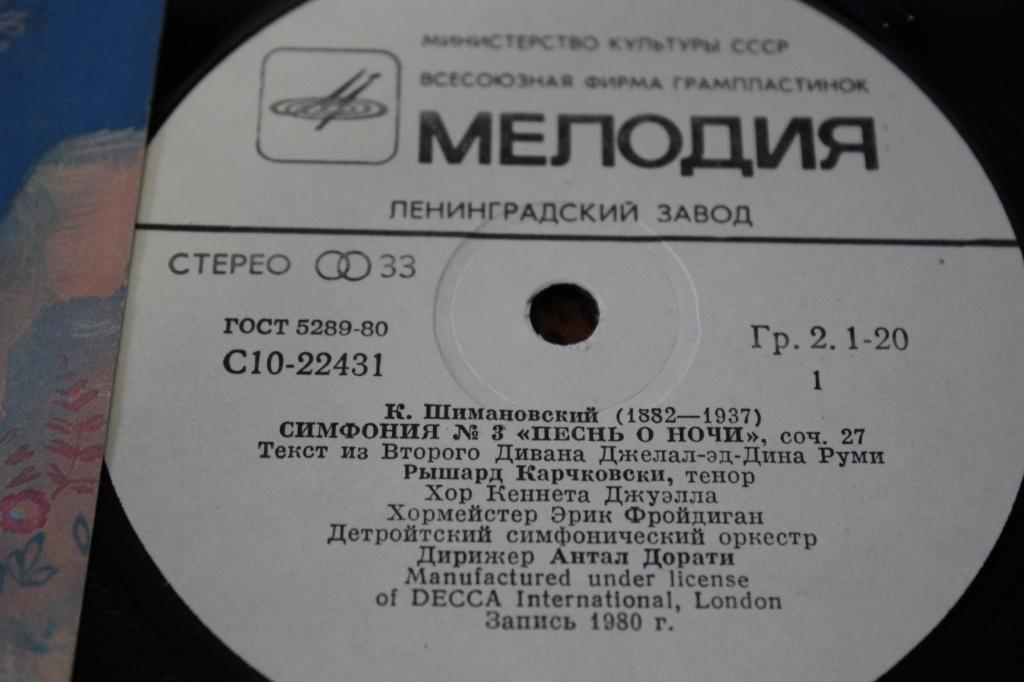 МИНИСТЕРСТВО КУЛЬТУРЫ СССР
ВСЕСОЮЗНАЯ ФИРМА ГРАМПЛАСТИНОК
МЕЛОДИЯ
ЛЕНИНГРАДСКИЙ ЗАВОД
СТЕРЕО 33
ГОСТ 5289-80
С10-22431
Гр. 2. 1-20
1
К. Шимановский (1882—1937)
СИМФОНИЯ № 3 «ПЕСНЬ О НОЧИ», соч. 27
Текст из Второго Дивана Джелал-эд-Дина Руми
Рышард Карчковски, тенор
Хор Кеннета Джуэлла
Хормейстер Эрик Фройдиган
Детройтский симфонический оркестр
Дирижер Антал Дорати
Manufactured under license
of DECCA International, London
Запись 1980 г.